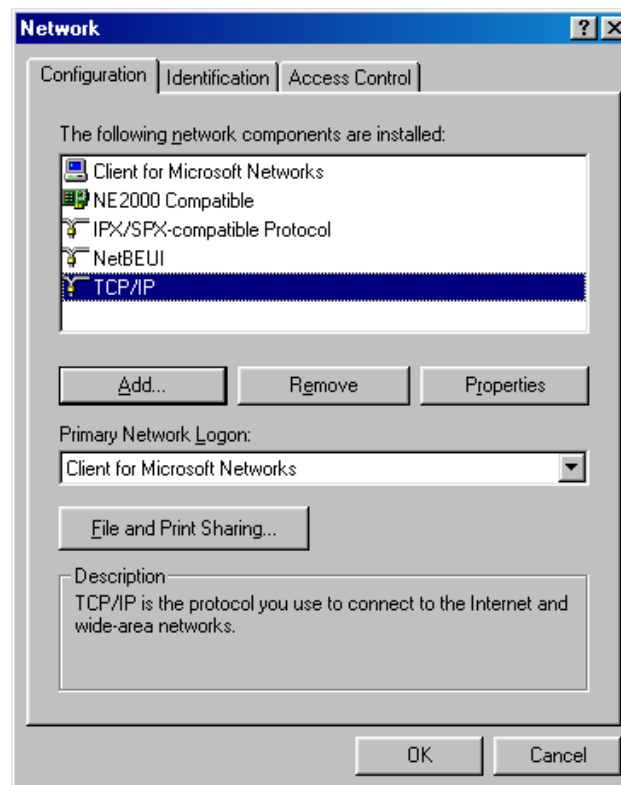 Network
Configuration Identification Access Control
The following network components are installed:
Client for Microsoft Networks
NE2000 Compatible
IPX/SPX-compatible Protocol
NetBEUI
TCP/IP
Add... Remove Properties
Primary Network Logon:
Client for Microsoft Networks
File and Print Sharing...
Description
TCP/IP is the protocol you use to connect to the Internet and
wide-area networks.
OK Cancel